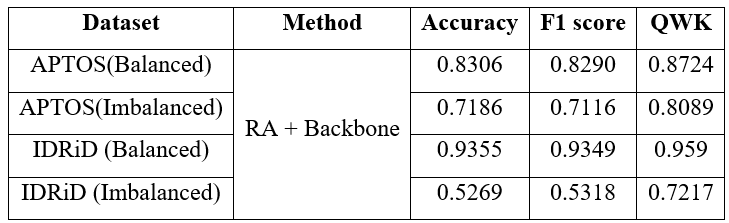 Dataset Method Accuracy F1 score QWK
APTOS(Balanced) 0.8306 0.8290 0.8724
APTOS(Imbalanced) 0.7186 0.7116 0.8089
RA + Backbone
IDRiD (Balanced) 0.9355 0.9349 0.959
IDRiD (Imbalanced) 0.5269 0.5318 0.7217